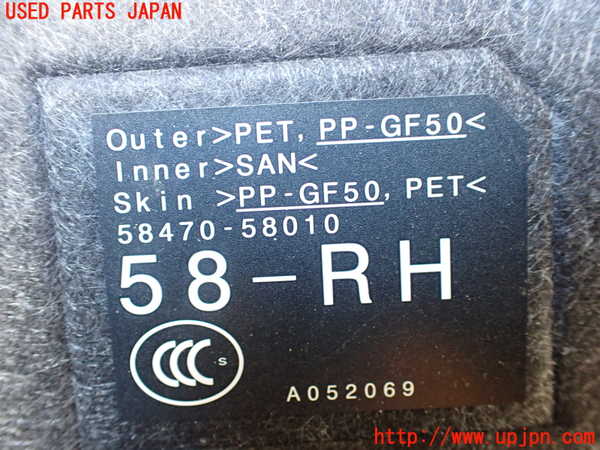 USED PARTS JAPAN
Outer>PET, PP-GF50<
Inner>SAN<
Skin >PP-GF50, PET<
58470-58010
58-RH
CCC S
A052069
http://www.upjpn.com